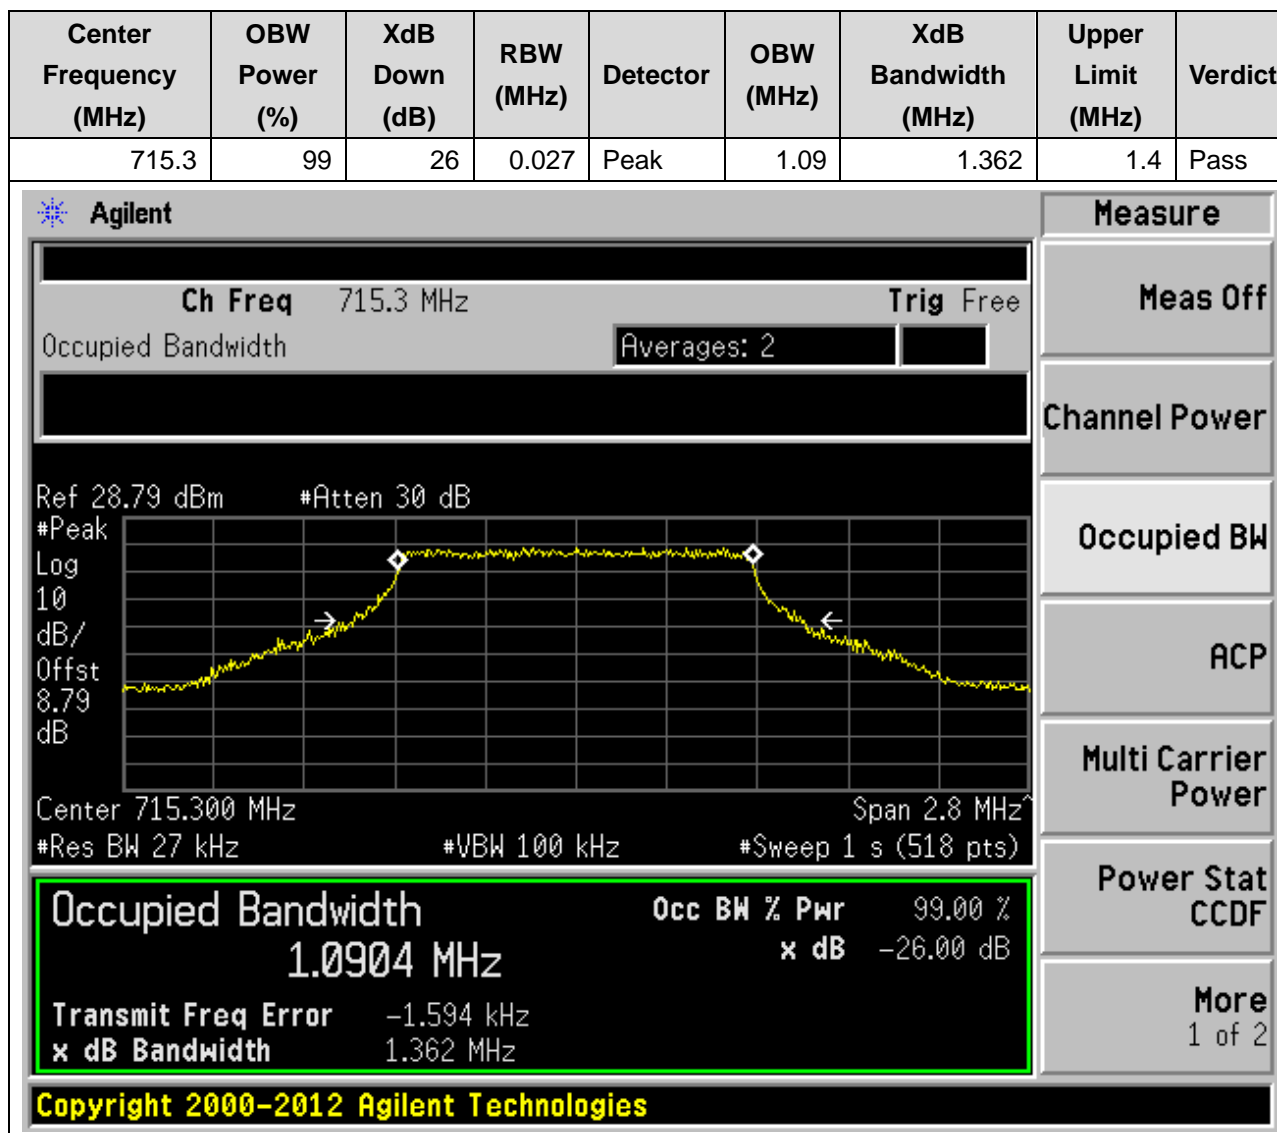 Center Frequency (MHz) OBW Power (%) XdB Down (dB) RBW (MHz) Detector OBW (MHz) XdB Bandwidth (MHz) Upper Limit (MHz) Verdict
715.3 99 26 0.027 Peak 1.09 1.362 1.4 Pass
Agilent
Measure
Ch Freq 715.3 MHz Trig Free
Occupied Bandwidth Averages: 2
Meas Off
Channel Power
Occupied BW
ACP
Multi Carrier
Power
Power Stat
CCDF
More
1 of 2
Ref 28.79 dBm #Atten 30 dB
#Peak
Log
10
dB/
Offst
8.79
dB
Center 715.300 MHz Span 2.8 MHz^
#Res BW 27 kHz #VBW 100 kHz #Sweep 1 s (518 pts)
Occupied Bandwidth Occ BW % Pwr 99.00 %
1.0904 MHz x dB -26.00 dB
Transmit Freq Error -1.594 kHz
x dB Bandwidth 1.362 MHz
Copyright 2000-2012 Agilent Technologies